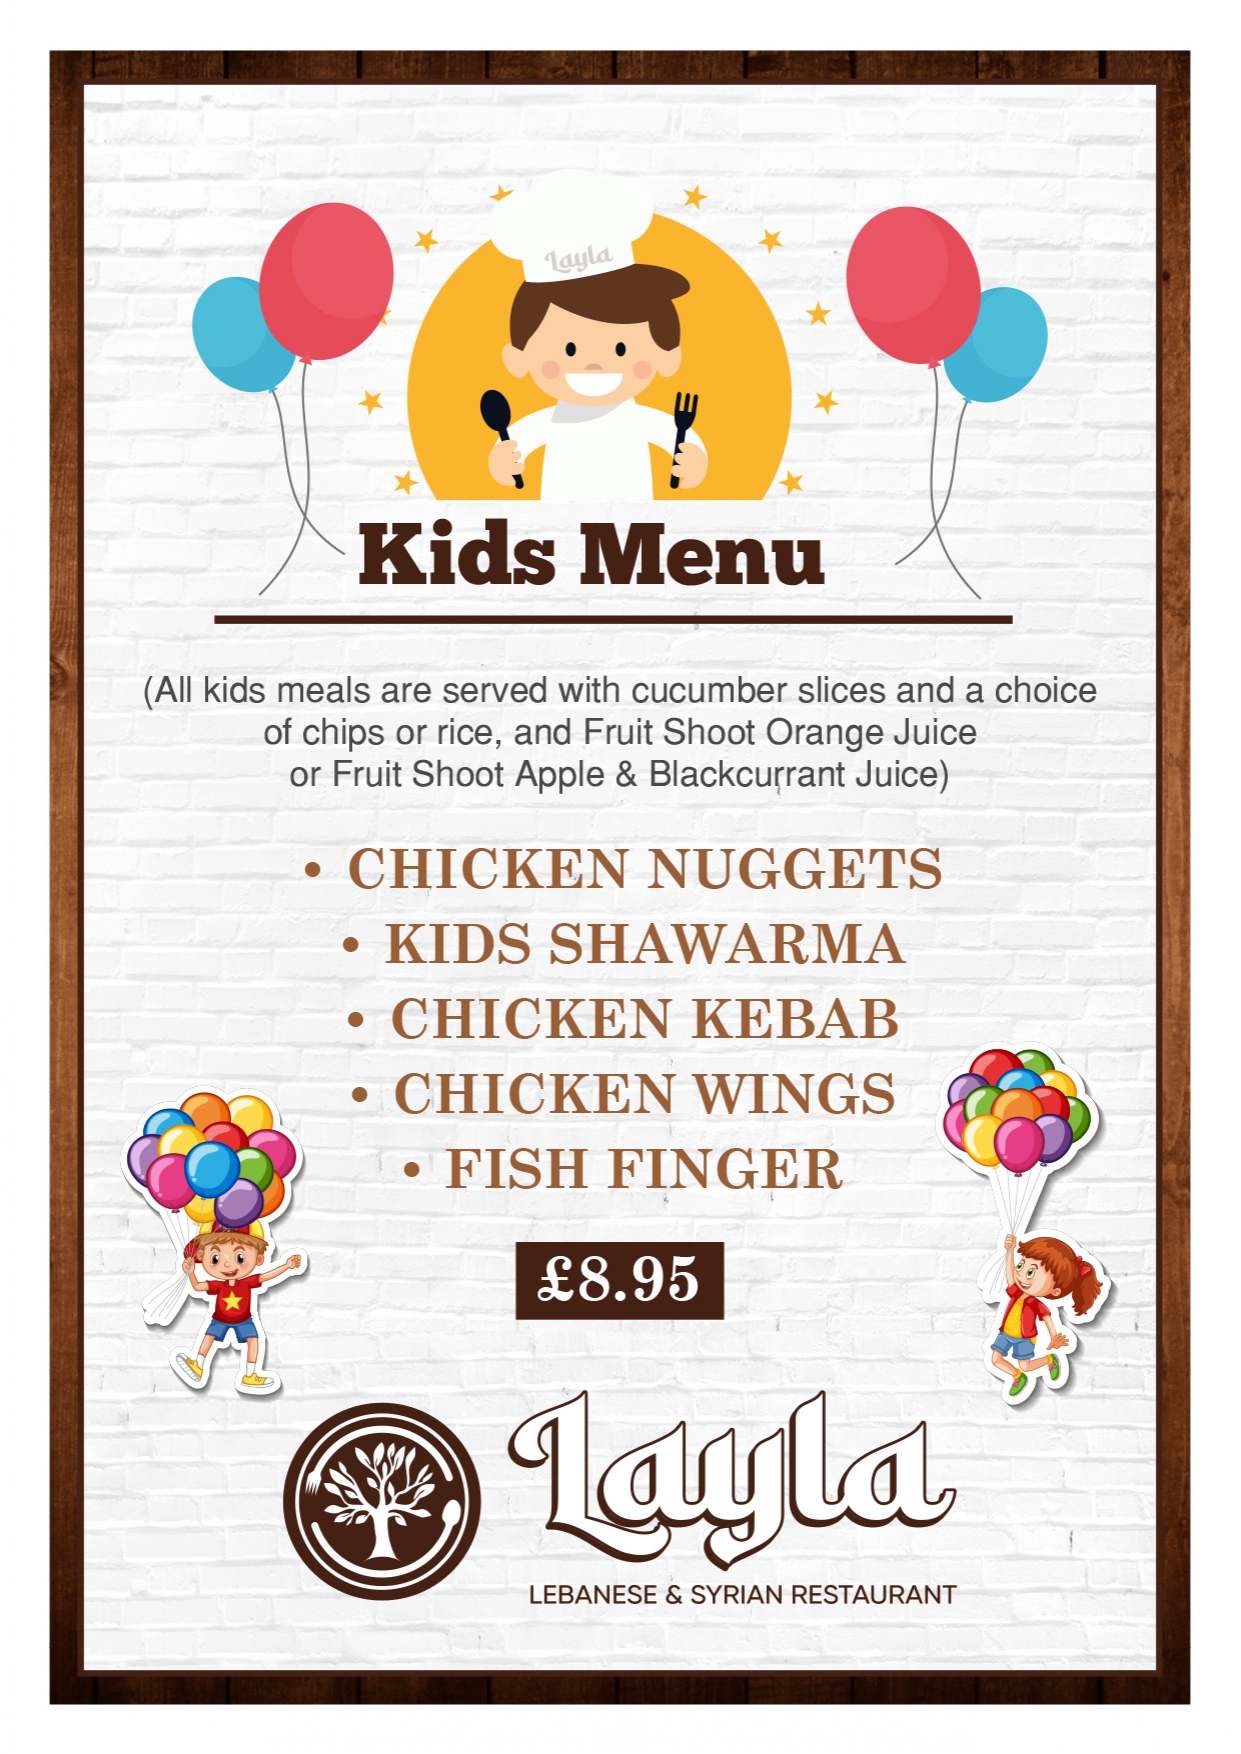 Layla
Kids Menu
(All kids meals are served with cucumber slices and a choice
of chips or rice, and Fruit Shoot Orange Juice
or Fruit Shoot Apple & Blackcurrant Juice)
• CHICKEN NUGGETS
• KIDS SHAWARMA
• CHICKEN KEBAB
• CHICKEN WINGS
• FISH FINGER
£8.95
Layla
LEBANESE & SYRIAN RESTAURANT